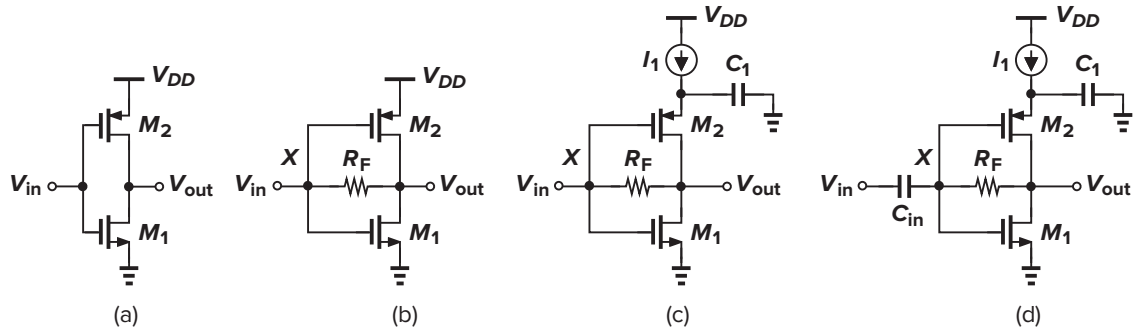 V_DD
M_2
V_in
V_out
M_1
(a)
V_DD
M_2
X
R_F
V_in
V_out
M_1
(b)
V_DD
I_1
C_1
M_2
X
R_F
V_in
V_out
M_1
(c)
V_DD
I_1
C_1
M_2
X
R_F
V_in
V_out
C_in
M_1
(d)